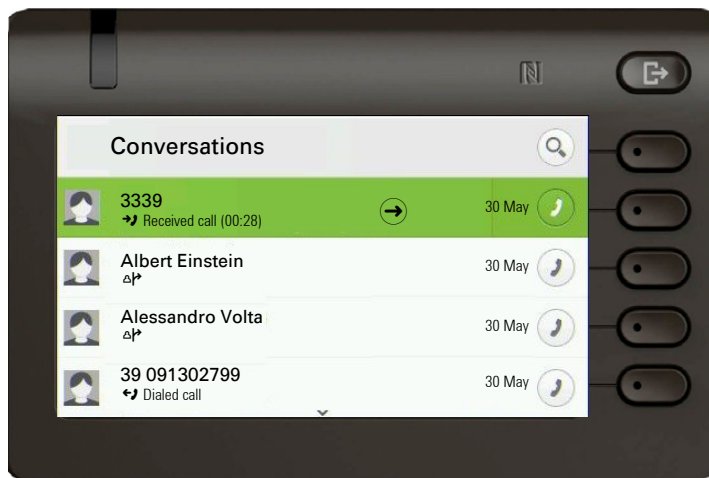 Conversations
3339
30 May
Received call (00:28)
Albert Einstein
30 May
Alessandro Volta
30 May
39 091302799
30 May
Dialed call